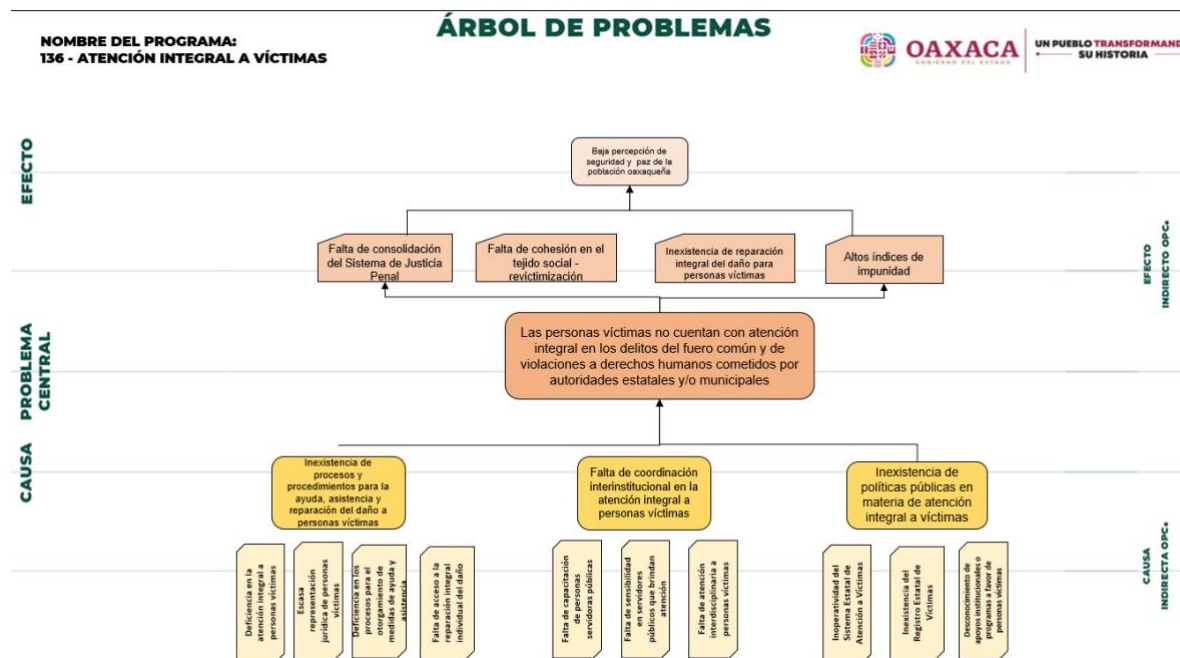 ÁRBOL DE PROBLEMAS
NOMBRE DEL PROGRAMA:
136 - ATENCIÓN INTEGRAL A VÍCTIMAS
OAXACA
GOBIERNO DEL ESTADO
UN PUEBLO TRANSFORMAND
SU HISTORIA
EFECTO
Baja percepción de
seguridad y paz de la
población oaxaqueña
Falta de consolidación
del Sistema de Justicia
Penal
Falta de cohesión en el
tejido social -
revictimización
Inexistencia de reparación
integral del daño para
personas víctimas
Altos índices de
impunidad
EFECTO
INDIRECTO OPC.
PROBLEMA
CENTRAL
Las personas víctimas no cuentan con atención
integral en los delitos del fuero común y de
violaciones a derechos humanos cometidos por
autoridades estatales y/o municipales
CAUSA
Inexistencia de
procesos y
procedimientos para la
ayuda, asistencia y
reparación del daño a
personas víctimas
Falta de coordinación
interinstitucional en la
atención integral a
personas víctimas
Inexistencia de
políticas públicas en
materia de atención
integral a víctimas
Deficiencia en la
atención integral a
personas víctimas
Escasa
representación
jurídica de personas
víctimas
Deficiencia en los
procesos para el
otorgamiento de
medidas de ayuda y
asistencia
Falta de acceso a la
reparación integral
individual del daño
Falta de capacitación
de personas
servidoras públicas
Falta de sensibilidad
en servidores
públicos que brindan
atención
Falta de atención
interdisciplinaria a
personas víctimas
Inoperatividad del
Sistema Estatal de
Atención a Víctimas
Inexistencia del
Registro Estatal de
Víctimas
Desconocimiento de
apoyos institucionales o
programas a favor de
personas víctimas
CAUSA
INDIRECTA OPC.